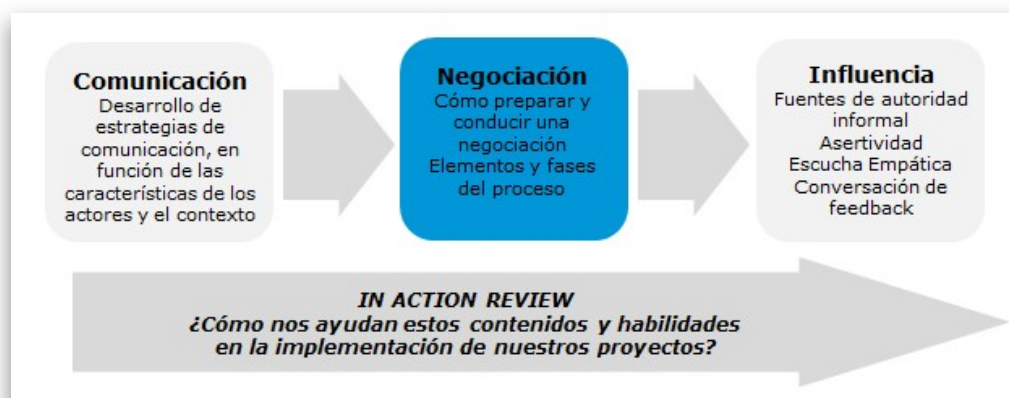 Comunicación
Desarrollo de
estrategias de
comunicación, en
función de las
características de los
actores y el contexto
Negociación
Cómo preparar y
conducir una
negociación
Elementos y fases
del proceso
Influencia
Fuentes de autoridad
informal
Asertividad
Escucha Empática
Conversación de
feedback
IN ACTION REVIEW
¿Cómo nos ayudan estos contenidos y habilidades
en la implementación de nuestros proyectos?